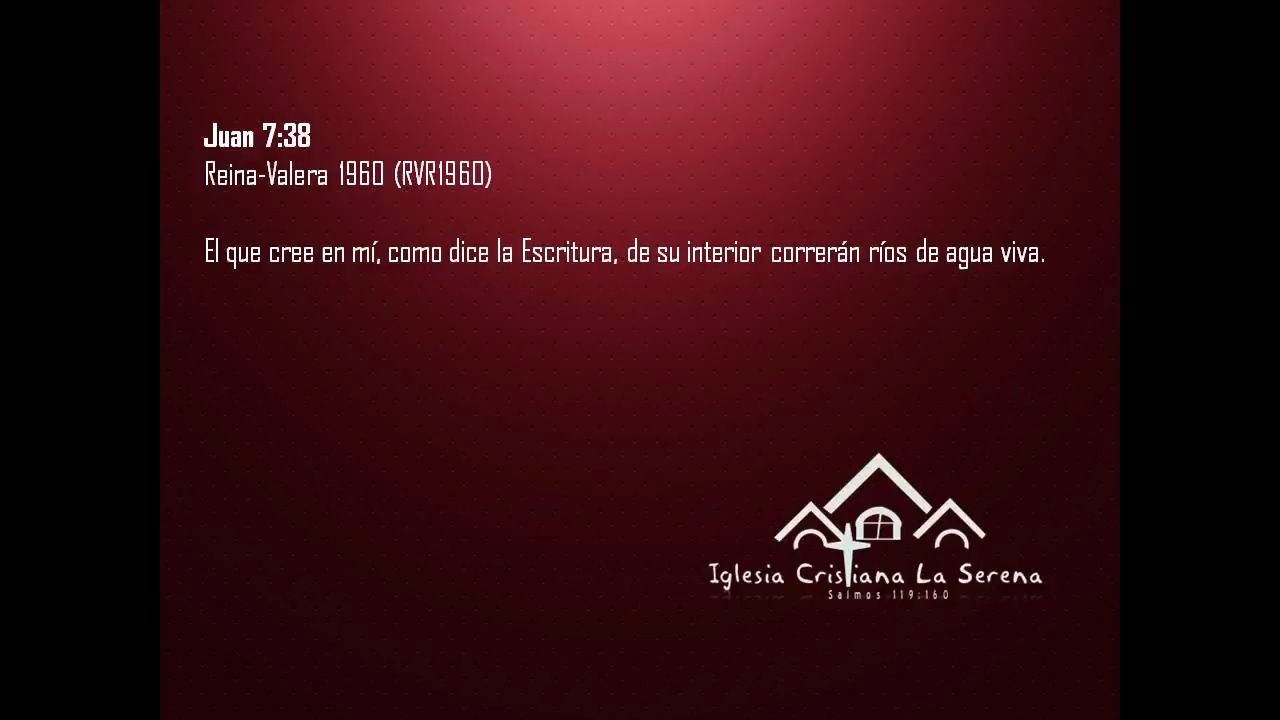 Juan 7:38
Reina-Valera 1960 (RVR1960)
El que cree en mí, como dice la Escritura, de su interior correrán ríos de agua viva.
Iglesia Cristiana La Serena
Salmos 119:160